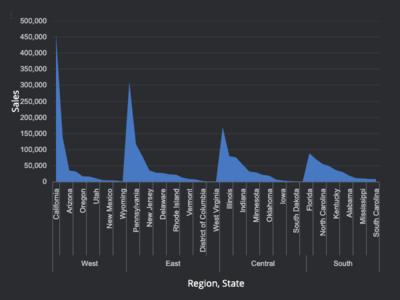 500,000
450,000
400,000
350,000
300,000
250,000
200,000
150,000
100,000
50,000
0
Sales
California
Arizona
Oregon
Utah
New Mexico
Wyoming
Pennsylvania
New Jersey
Delaware
Rhode Island
Vermont
District of Columbia
West Virginia
Illinois
Indiana
Minnesota
Oklahoma
Iowa
South Dakota
Florida
North Carolina
Kentucky
Alabama
Mississippi
South Carolina
West
East
Central
South
Region, State